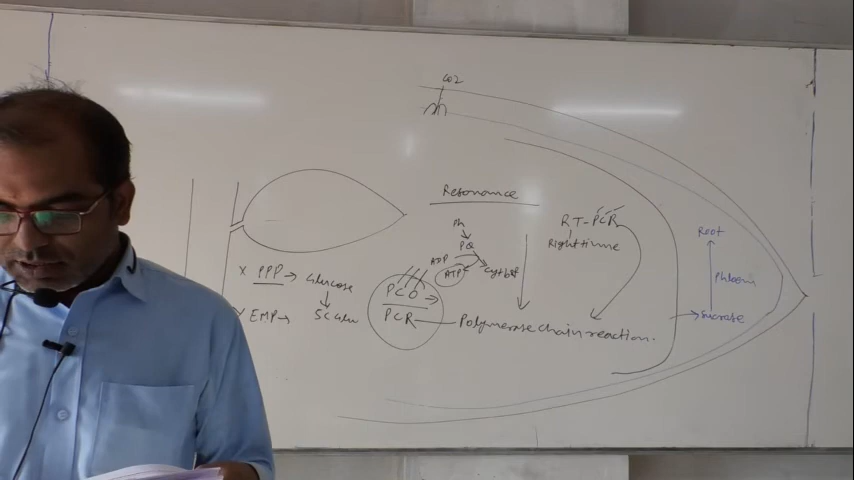 CO2
Resonance
Ph
PQ
ADP
ATP
Cyt b6f
RT-PCR
Right time
Root
Phloem
Sucrose
X PPP → Glucose
EMP →
PCO →
PCR
Polymerase chain reaction.